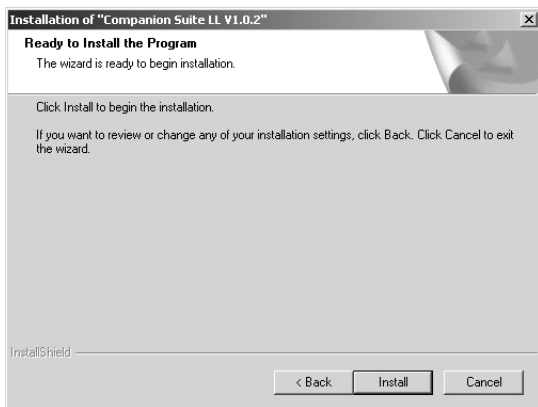 Installation of "Companion Suite LL V1.0.2"
Ready to Install the Program
The wizard is ready to begin installation.
Click Install to begin the installation.
If you want to review or change any of your installation settings, click Back. Click Cancel to exit
the wizard.
InstallShield
< Back Install Cancel